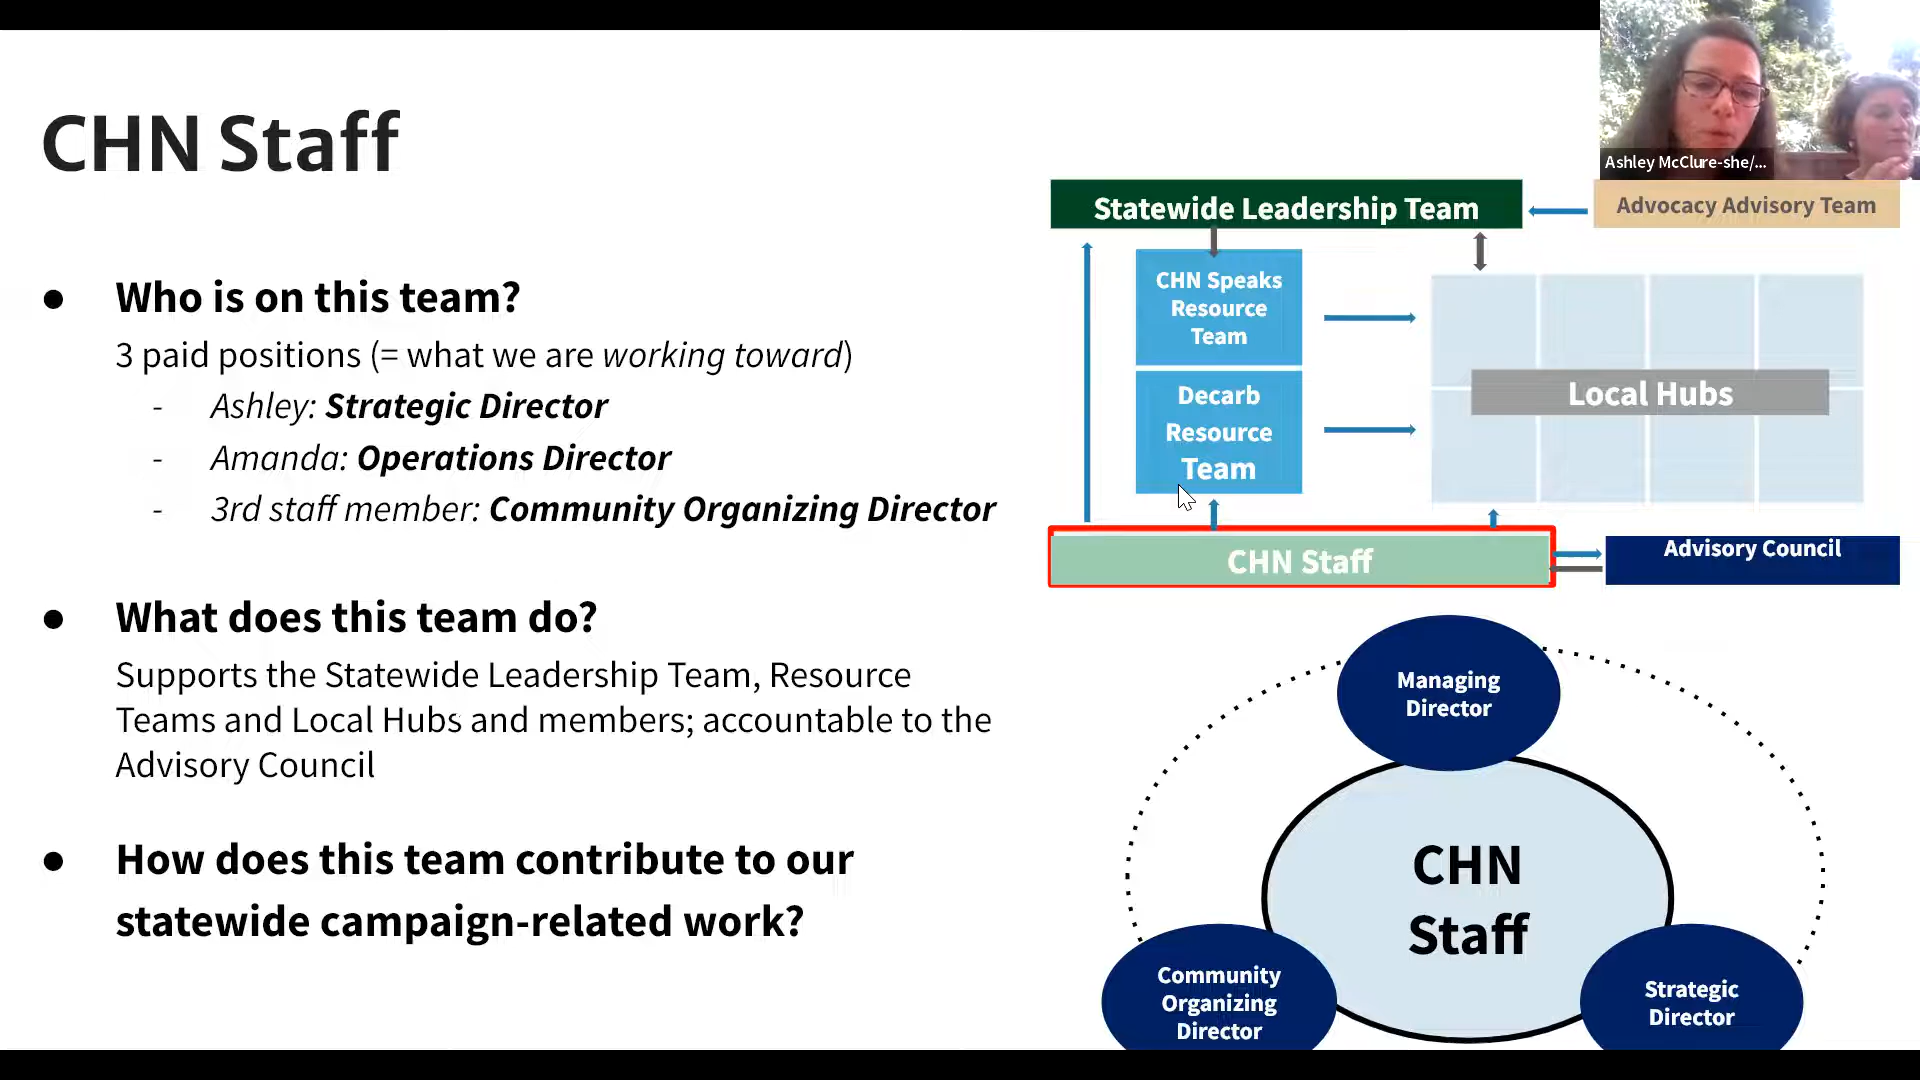 CHN Staff
● Who is on this team?
3 paid positions (= what we are working toward)
- Ashley: Strategic Director
- Amanda: Operations Director
- 3rd staff member: Community Organizing Director
● What does this team do?
Supports the Statewide Leadership Team, Resource
Teams and Local Hubs and members; accountable to the
Advisory Council
● How does this team contribute to our
statewide campaign-related work?
Ashley McClure-she/...
Statewide Leadership Team
Advocacy Advisory Team
CHN Speaks
Resource
Team
Decarb
Resource
Team
Local Hubs
CHN Staff
Advisory Council
Managing
Director
CHN
Staff
Community
Organizing
Director
Strategic
Director